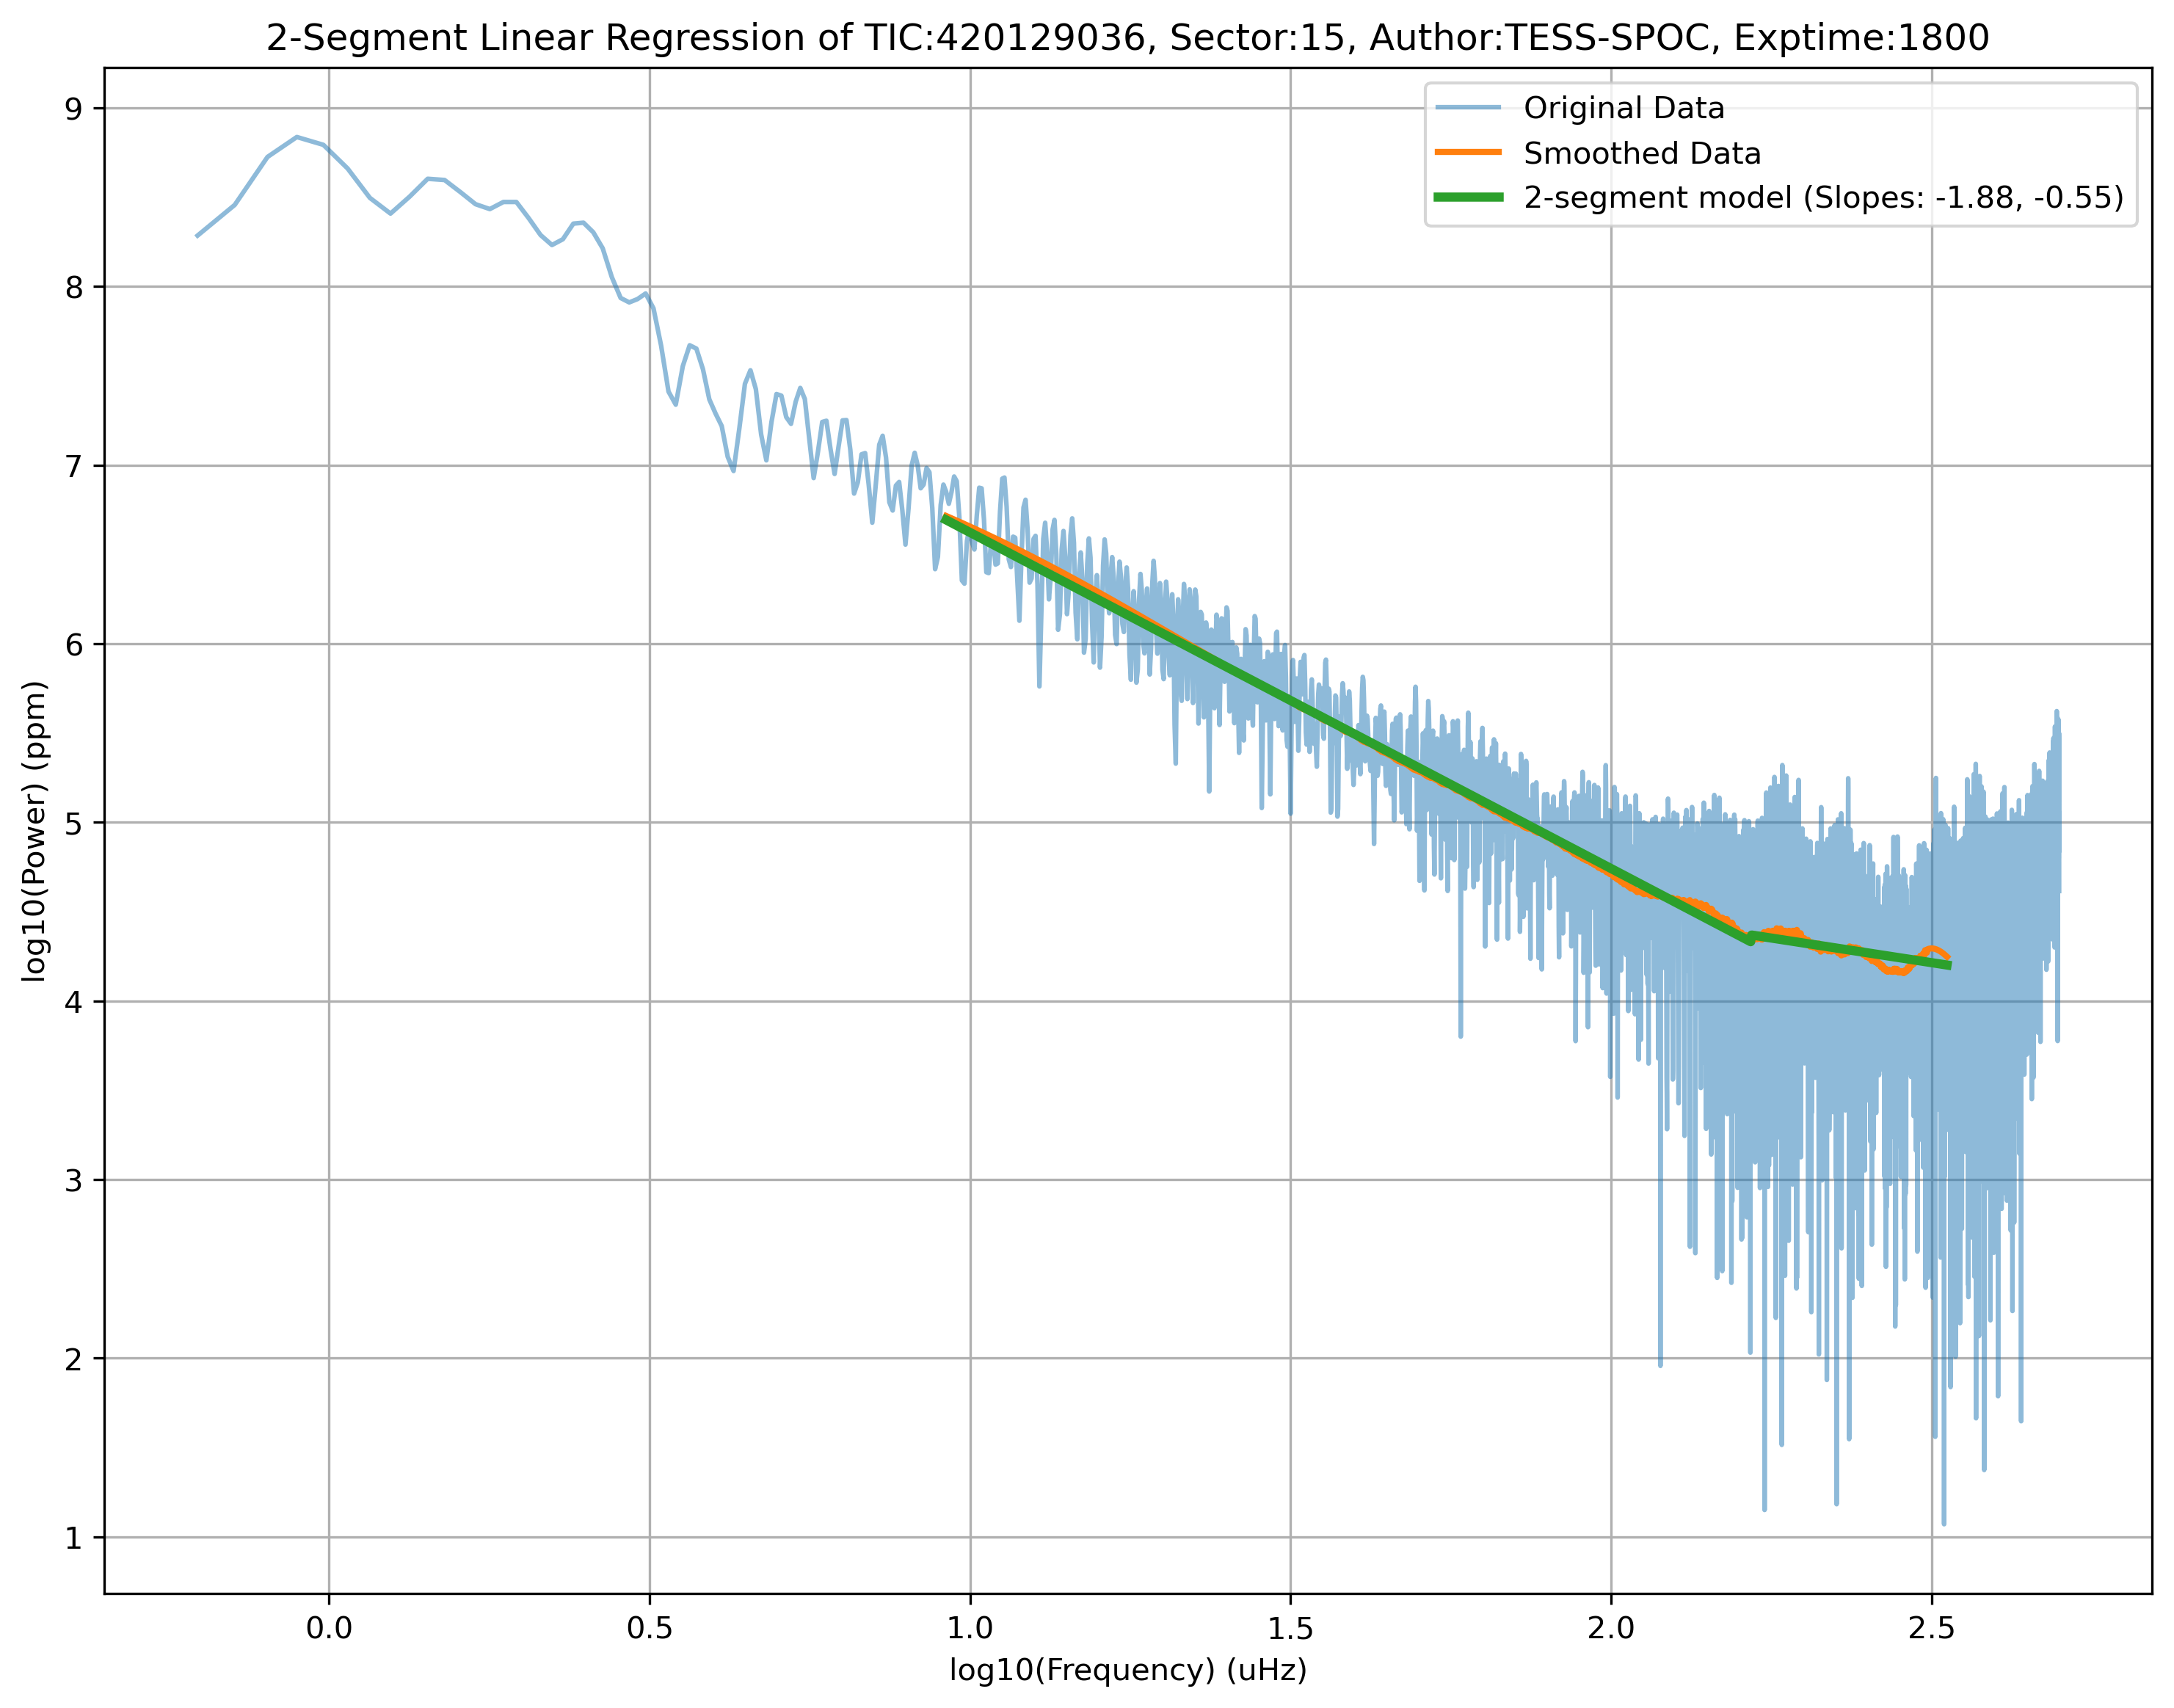 2-Segment Linear Regression of TIC:420129036, Sector:15, Author:TESS-SPOC, Exptime:1800
Original Data
Smoothed Data
2-segment model (Slopes: -1.88, -0.55)
log10(Power) (ppm)
9
8
7
6
5
4
3
2
1
0.0 0.5 1.0 1.5 2.0 2.5
log10(Frequency) (uHz)